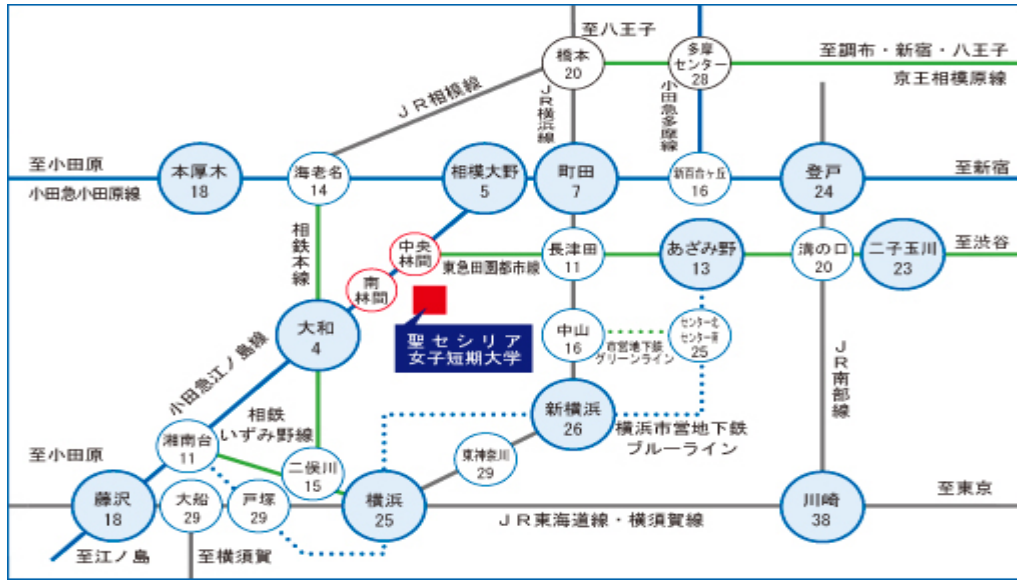 至八王子
橋本
20
多摩
センター
28
至調布・新宿・八王子
京王相模原線
ＪＲ相模線
ＪＲ横浜線
小田急多摩線
至小田原
小田急小田原線
本厚木
18
海老名
14
相模大野
5
町田
7
新百合ヶ丘
16
登戸
24
至新宿
相鉄本線
中央
林間
東急田園都市線
長津田
11
あざみ野
13
溝の口
20
二子玉川
23
至渋谷
南
林間
聖セシリア
女子短期大学
大和
4
中山
16
市営地下鉄
グリーンライン
センター北
センター南
25
ＪＲ南部線
小田急江ノ島線
相鉄
いずみ野線
新横浜
26
横浜市営地下鉄
ブルーライン
湘南台
11
至小田原
二俣川
15
東神奈川
29
藤沢
18
大船
29
戸塚
29
横浜
25
ＪＲ東海道線・横須賀線
川崎
38
至東京
至江ノ島
至横須賀